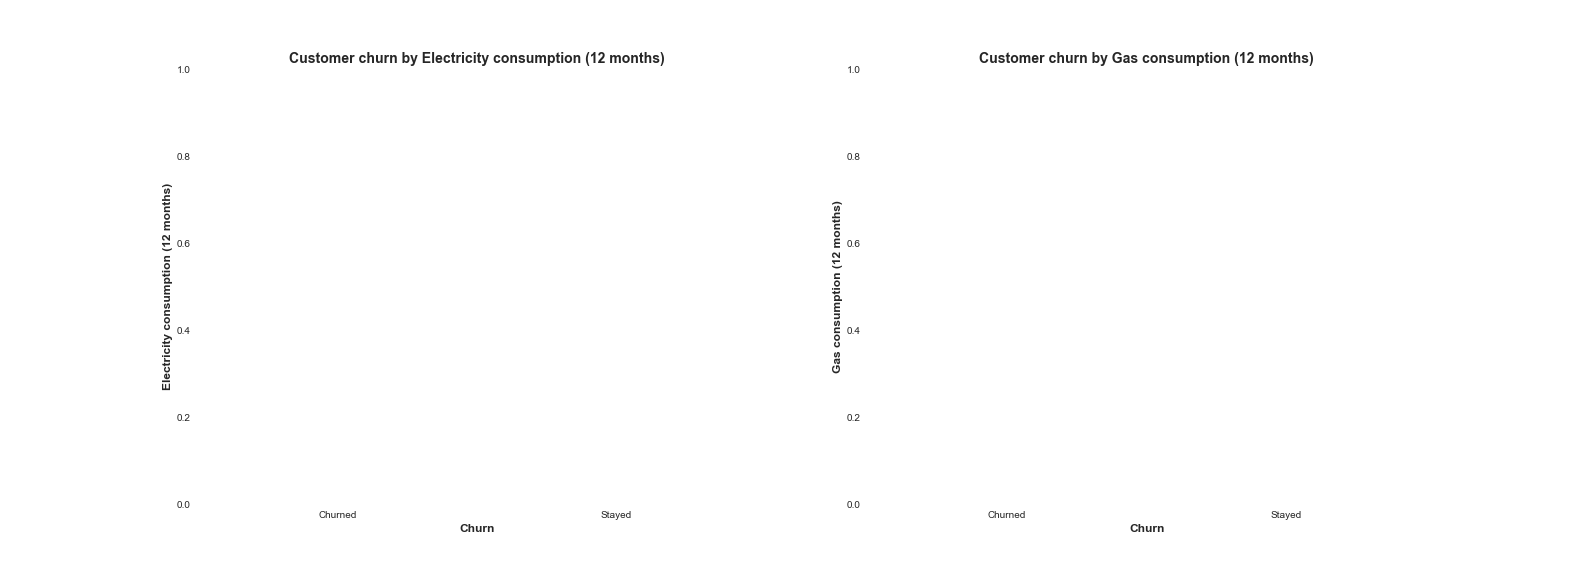 Customer churn by Electricity consumption (12 months)
1.0
0.8
0.6
0.4
0.2
0.0
Electricity consumption (12 months)
Churned
Stayed
Churn
Customer churn by Gas consumption (12 months)
1.0
0.8
0.6
0.4
0.2
0.0
Gas consumption (12 months)
Churned
Stayed
Churn